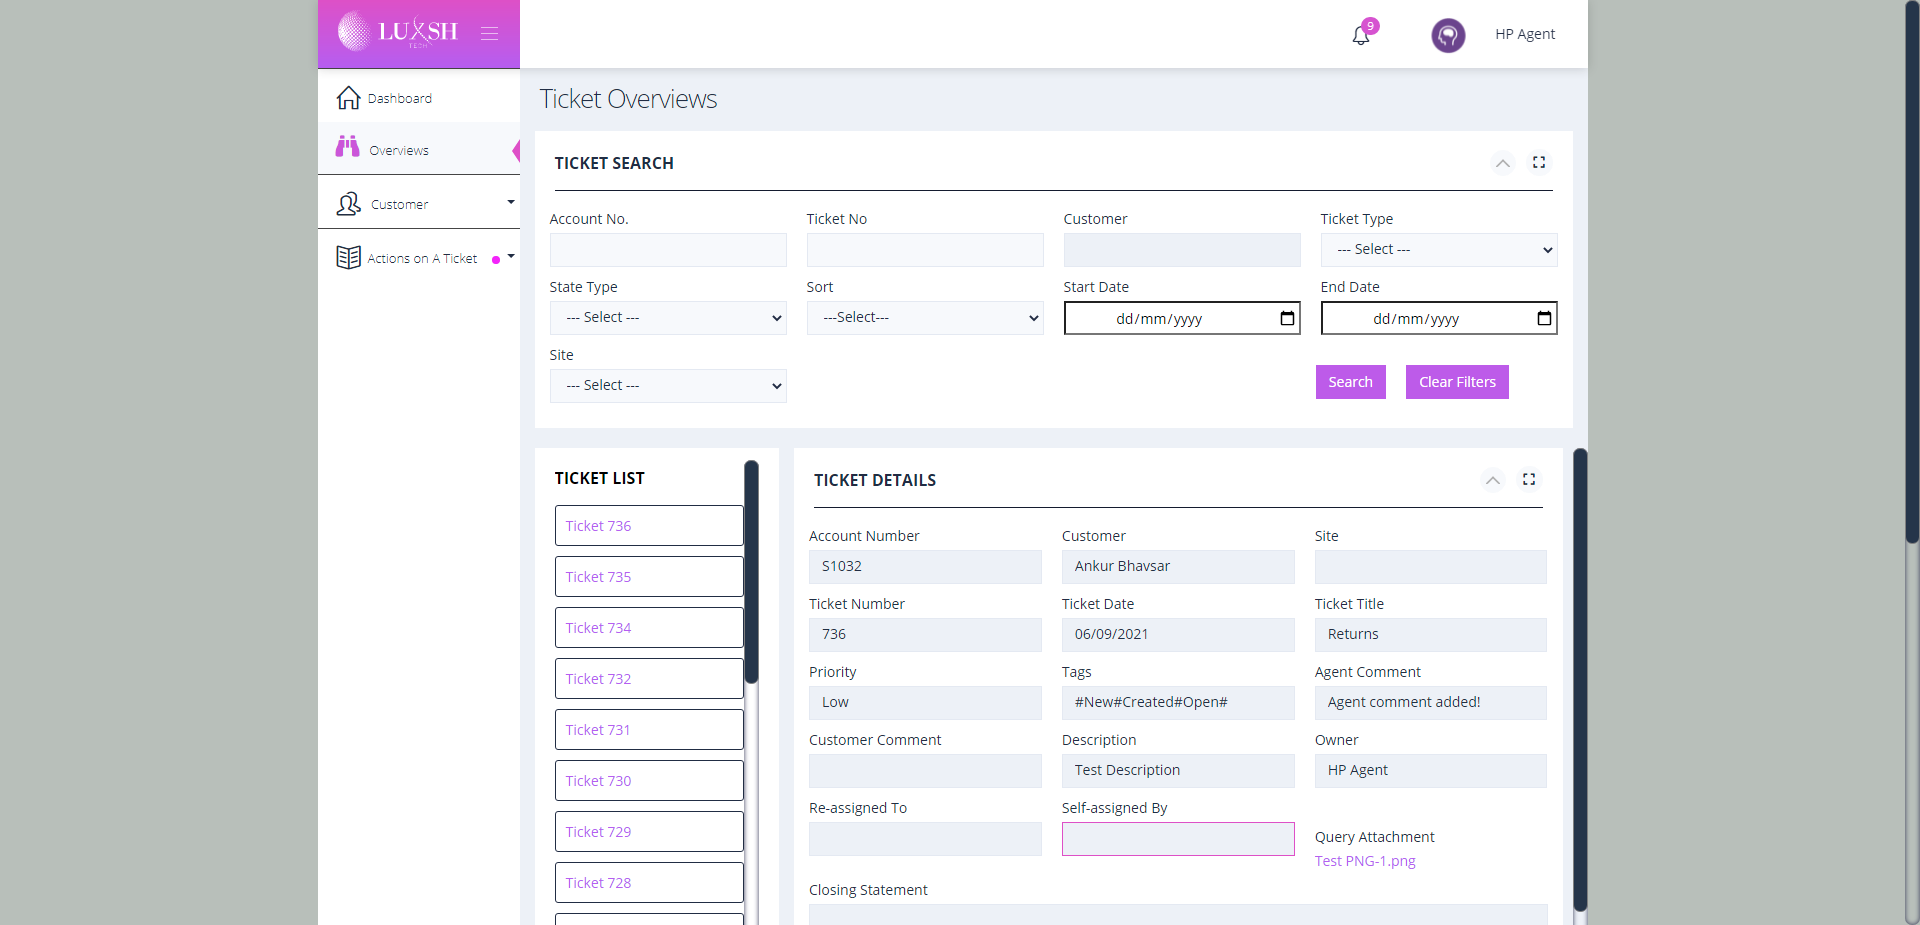 LUXSH
TECH
9
HP Agent
Dashboard
Overviews
Customer
Actions on A Ticket
Ticket Overviews
TICKET SEARCH
Account No. Ticket No Customer Ticket Type
--- Select ---
State Type Sort Start Date End Date
--- Select --- ---Select--- dd/mm/yyyy dd/mm/yyyy
Site
--- Select --- Search Clear Filters
TICKET LIST
Ticket 736
Ticket 735
Ticket 734
Ticket 732
Ticket 731
Ticket 730
Ticket 729
Ticket 728
TICKET DETAILS
Account Number Customer Site
S1032 Ankur Bhavsar
Ticket Number Ticket Date Ticket Title
736 06/09/2021 Returns
Priority Tags Agent Comment
Low #New#Created#Open# Agent comment added!
Customer Comment Description Owner
Test Description HP Agent
Re-assigned To Self-assigned By
Query Attachment
Test PNG-1.png
Closing Statement